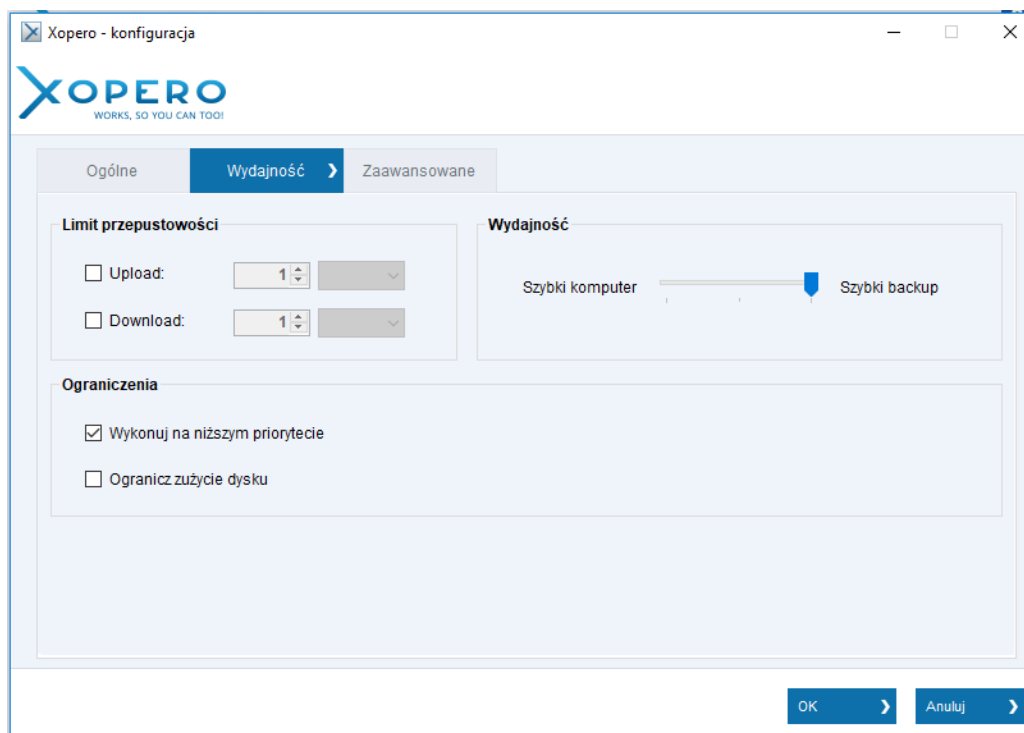 Xopero - konfiguracja
XOPERO
WORKS, SO YOU CAN TOO!
Ogólne
Wydajność
Zaawansowane
Limit przepustowości
Upload: 1
Download: 1
Wydajność
Szybki komputer Szybki backup
Ograniczenia
Wykonuj na niższym priorytecie
Ogranicz zużycie dysku
OK
Anuluj